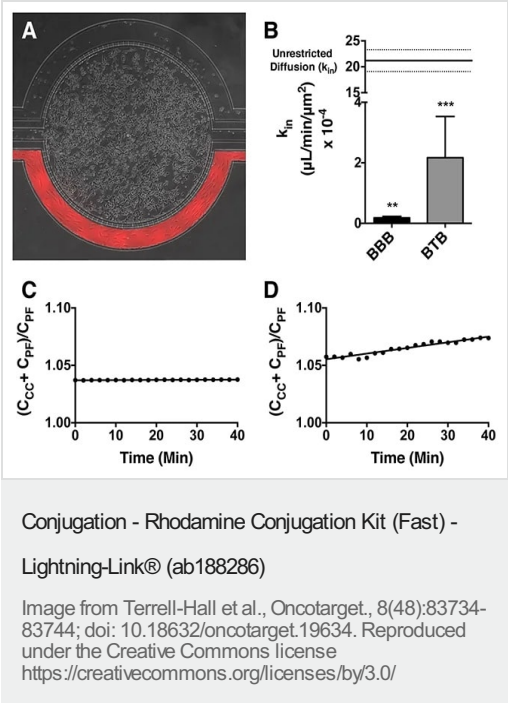 A
B
Unrestricted
Diffusion (kin)
25
20
15
4
2
0
kin
(µL/min/µm²)
x 10⁻⁴
**
***
BBB
BTB
C
D
(CCC+ CPF)/CPF
1.10
1.05
1.00
0 10 20 30 40
Time (Min)
(CCC+ CPF)/CPF
1.10
1.05
1.00
0 10 20 30 40
Time (Min)
Conjugation - Rhodamine Conjugation Kit (Fast) -
Lightning-Link® (ab188286)
Image from Terrell-Hall et al., Oncotarget., 8(48):83734-
83744; doi: 10.18632/oncotarget.19634. Reproduced
under the Creative Commons license
https://creativecommons.org/licenses/by/3.0/